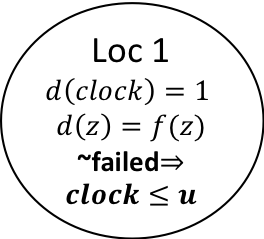 Loc 1
d(clock) = 1
d(z) = f(z)
~failed⇒
clock ≤ u